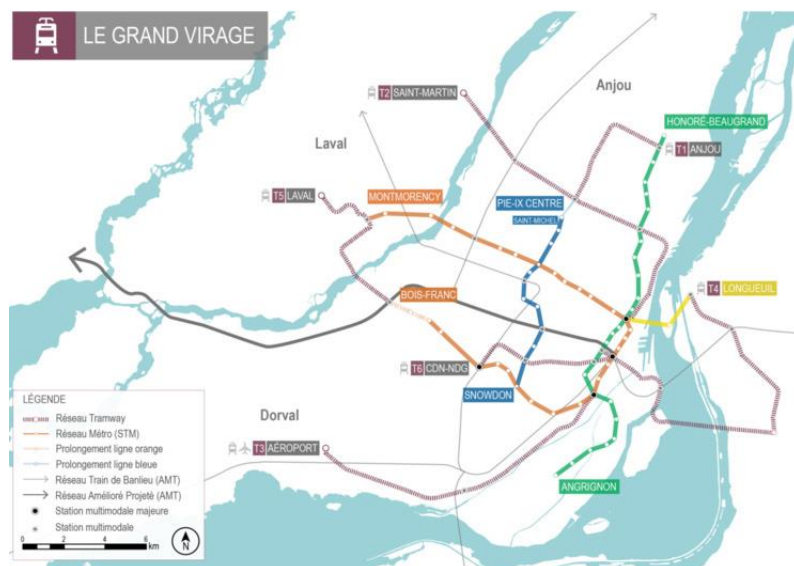 LE GRAND VIRAGE
T2 SAINT-MARTIN
Anjou
HONORÉ-BEAUGRAND
T1 ANJOU
Laval
T5 LAVAL
MONTMORENCY
PIE-IX CENTRE
SAINT-MICHEL
BOIS-FRANC
T4 LONGUEUIL
T6 CDN-NDG
SNOWDON
Dorval
T3 AÉROPORT
ANGRIGNON
LÉGENDE
Réseau Tramway
Réseau Métro (STM)
Prolongement ligne orange
Prolongement ligne bleue
Réseau Train de Banlieu (AMT)
Réseau Amélioré Projeté (AMT)
Station multimodale majeure
Station multimodale
0 2 4 6
km
N